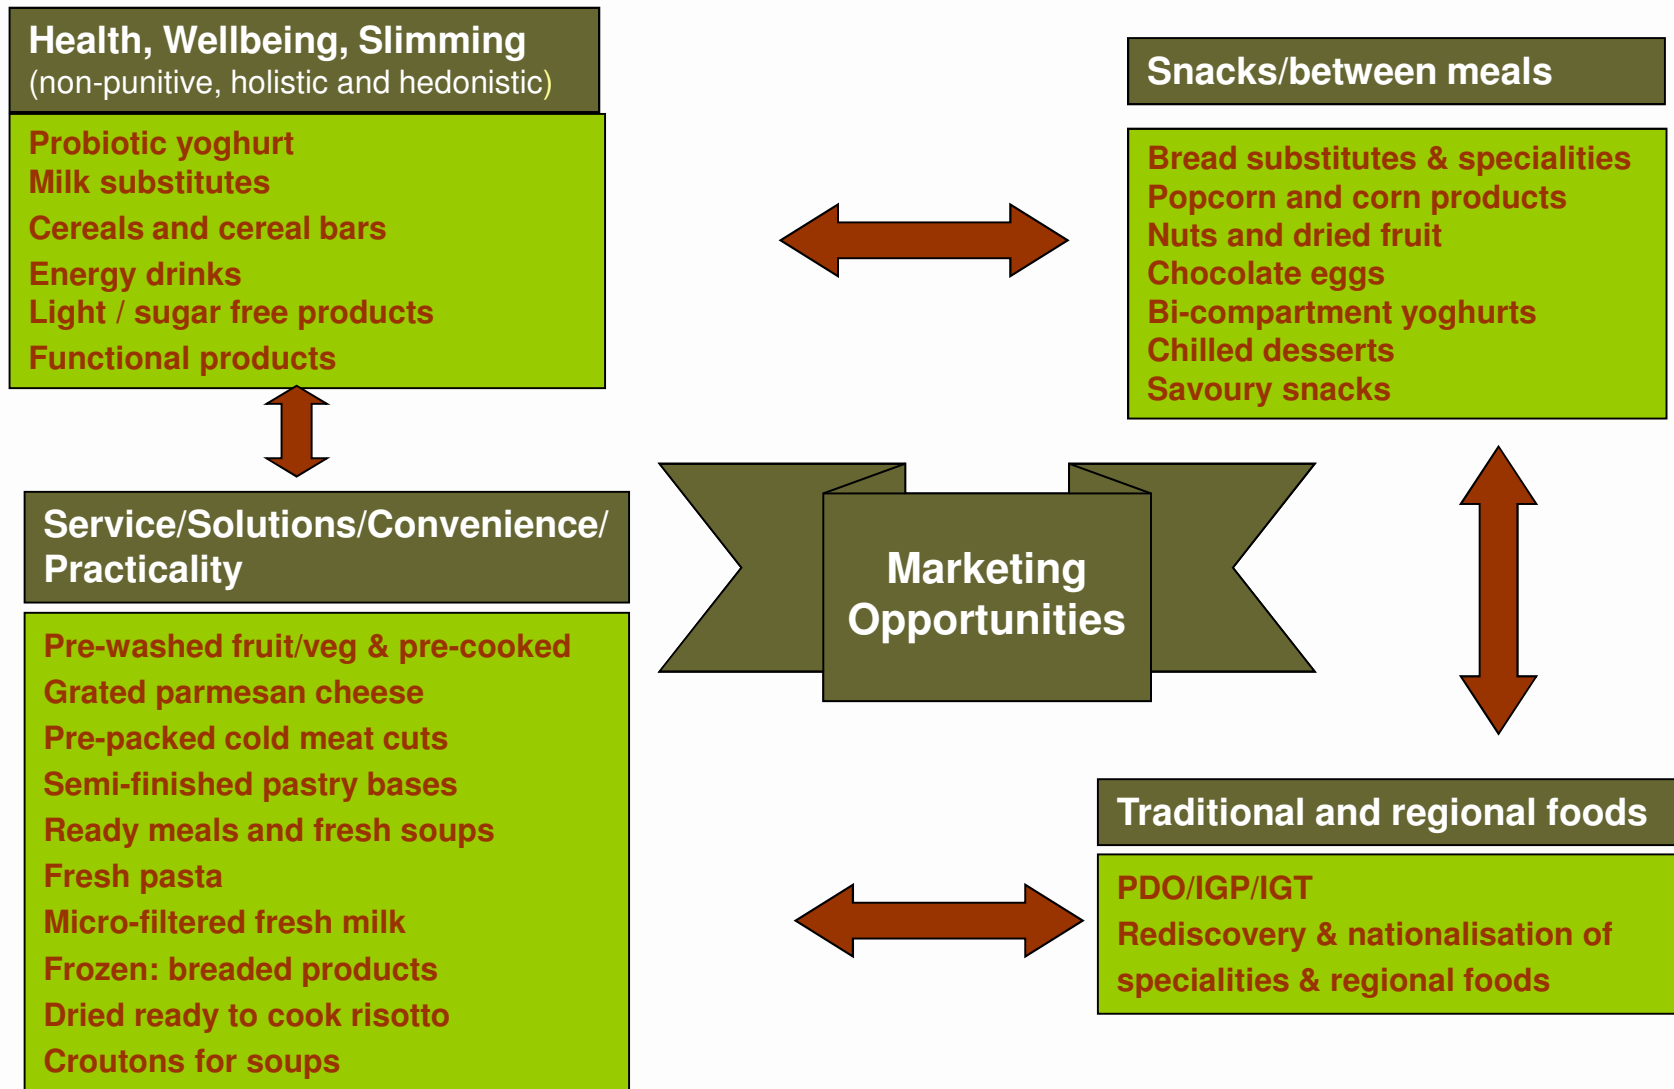 Health, Wellbeing, Slimming
(non-punitive, holistic and hedonistic)
Probiotic yoghurt
Milk substitutes
Cereals and cereal bars
Energy drinks
Light / sugar free products
Functional products
Snacks/between meals
Bread substitutes & specialities
Popcorn and corn products
Nuts and dried fruit
Chocolate eggs
Bi-compartment yoghurts
Chilled desserts
Savoury snacks
Marketing
Opportunities
Service/Solutions/Convenience/
Practicality
Pre-washed fruit/veg & pre-cooked
Grated parmesan cheese
Pre-packed cold meat cuts
Semi-finished pastry bases
Ready meals and fresh soups
Fresh pasta
Micro-filtered fresh milk
Frozen: breaded products
Dried ready to cook risotto
Croutons for soups
Traditional and regional foods
PDO/IGP/IGT
Rediscovery & nationalisation of
specialities & regional foods